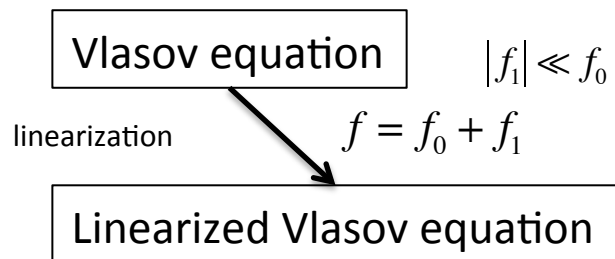 Vlasov equation
|f₁| ≪ f₀
linearization
f = f₀ + f₁
Linearized Vlasov equation